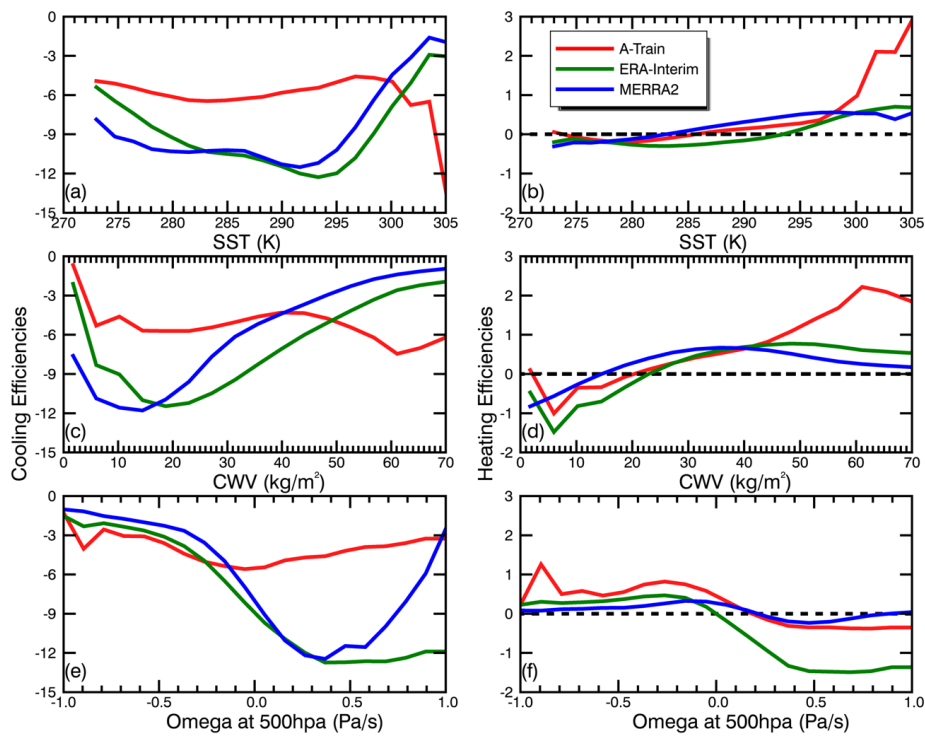 0
-3
-6
-9
-12
-15
(a)
270 275 280 285 290 295 300 305
SST (K)
3
2
1
0
-1
-2
A-Train
ERA-Interim
MERRA2
(b)
270 275 280 285 290 295 300 305
SST (K)
Cooling Efficiencies
0
-3
-6
-9
-12
-15
(c)
0 10 20 30 40 50 60 70
CWV (kg/m²)
Heating Efficiencies
3
2
1
0
-1
-2
(d)
0 10 20 30 40 50 60 70
CWV (kg/m²)
0
-3
-6
-9
-12
-15
(e)
-1.0 -0.5 0.0 0.5 1.0
Omega at 500hpa (Pa/s)
3
2
1
0
-1
-2
(f)
-1.0 -0.5 0.0 0.5 1.0
Omega at 500hpa (Pa/s)